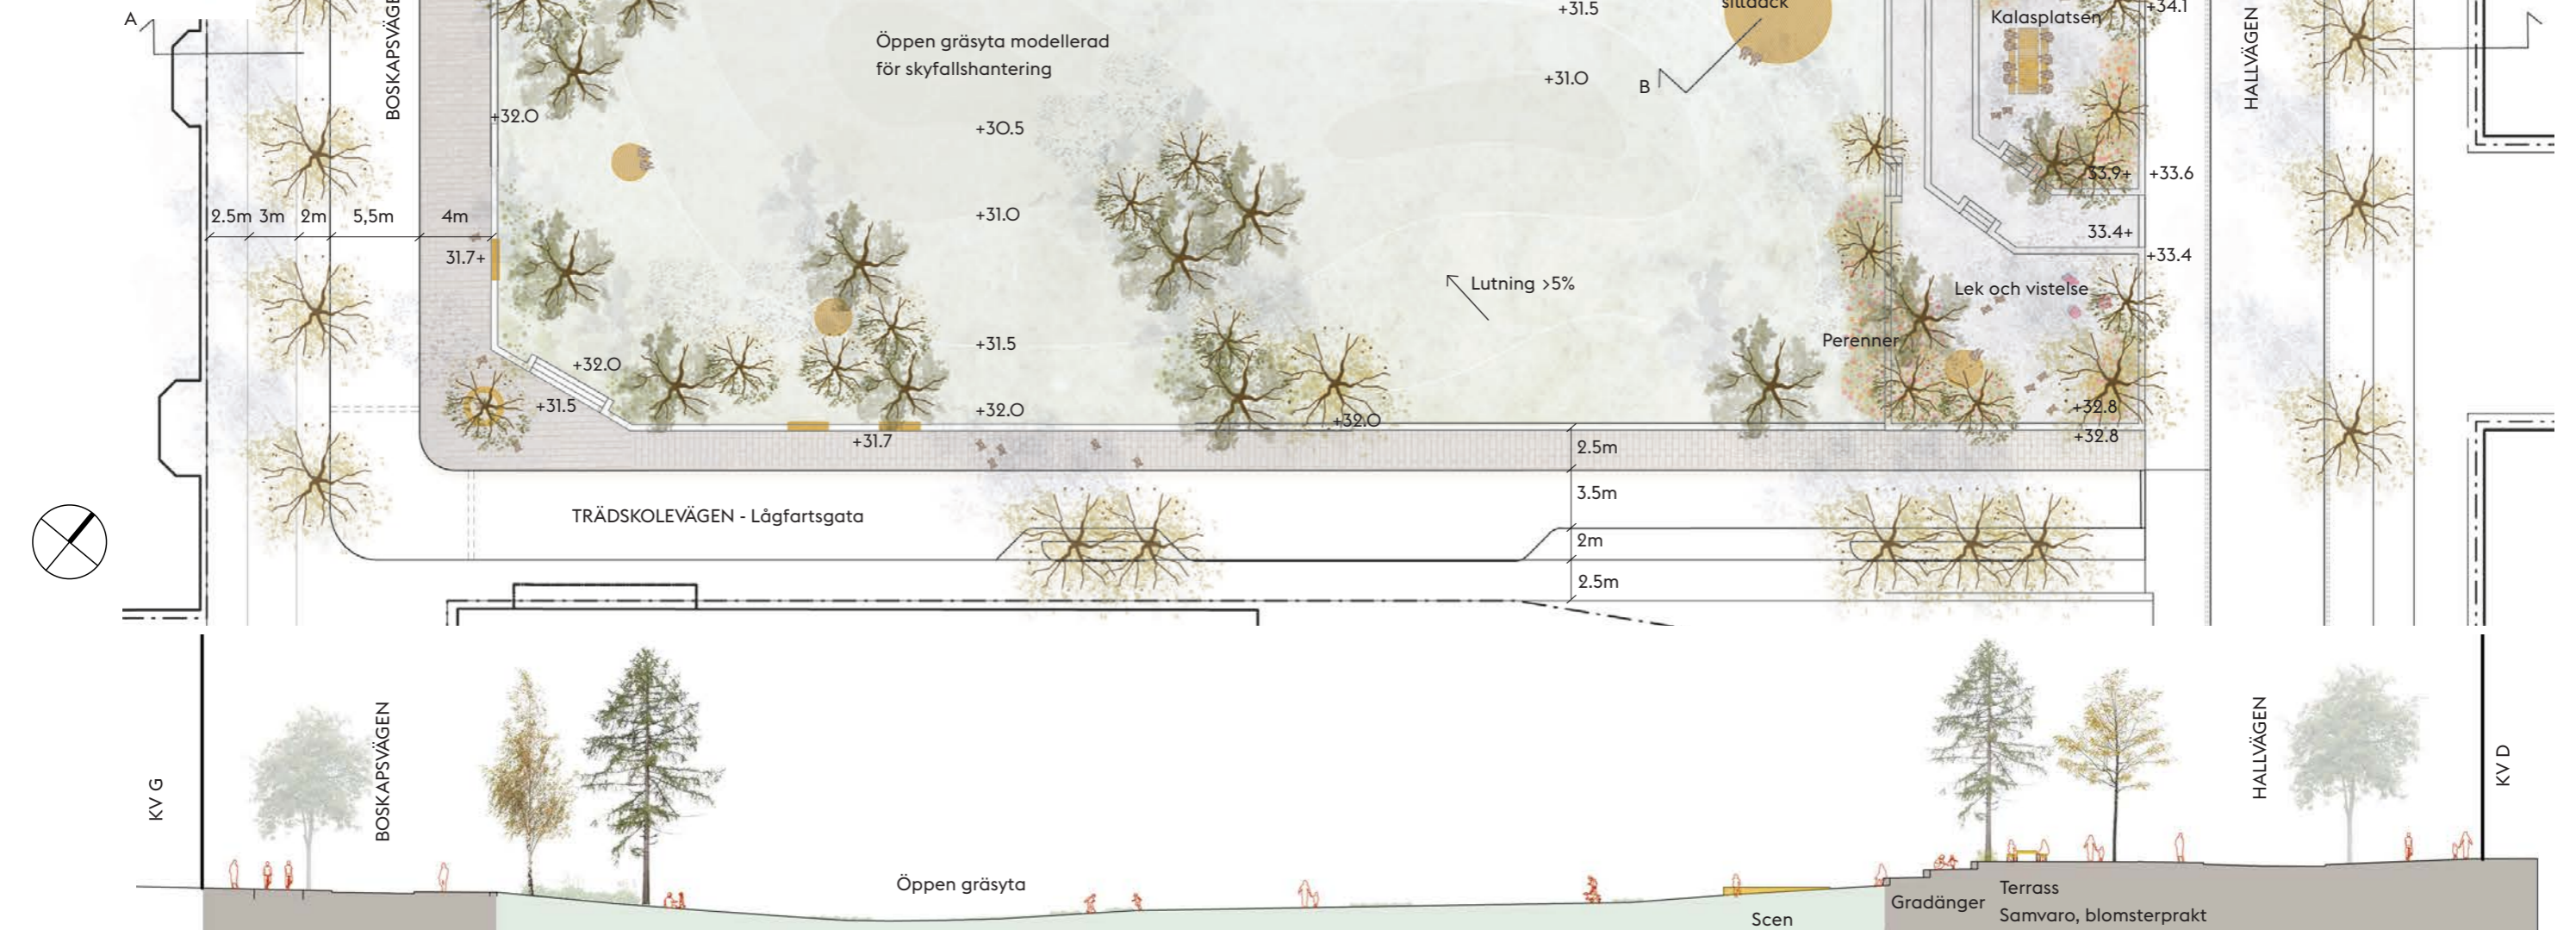 A
BOSKAPSVÄGE
Öppen gräsyta modellerad
för skyfallshantering
+31.5
+31.0
B
Kalasplatsen
+34.1
HALLVÄGEN
+32.0
+30.5
33.9+
+33.6
2.5m
3m
2m
5,5m
4m
+31.0
33.4+
31.7+
+33.4
Lutning >5%
Lek och vistelse
+31.5
Perenner
+32.0
+31.5
+32.0
+32.0
+32.8
+31.7
+32.8
2.5m
3.5m
TRÄDSKOLEVÄGEN - Lågfartsgata
2m
2.5m
KV G
BOSKAPSVÄGEN
HALLVÄGEN
KV D
Öppen gräsyta
Scen
Gradänger
Terrass
Samvaro, blomsterprakt